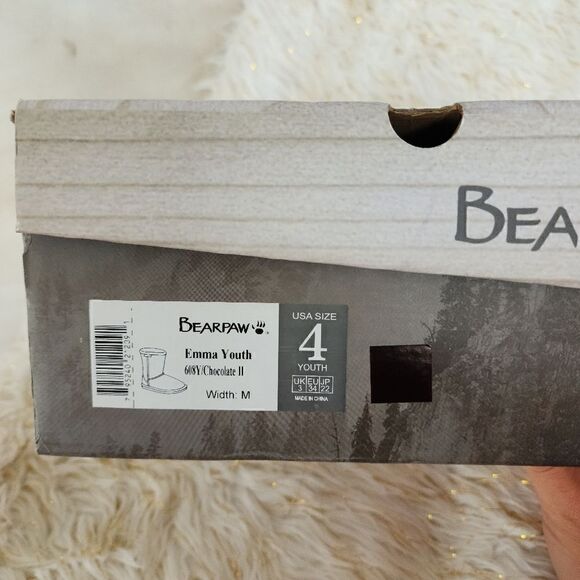 BEA
BEARPAW
Emma Youth
608Y/Chocolate II
Width: M
USA SIZE
4
YOUTH
UK EU JP
3 34 22
MADE IN CHINA